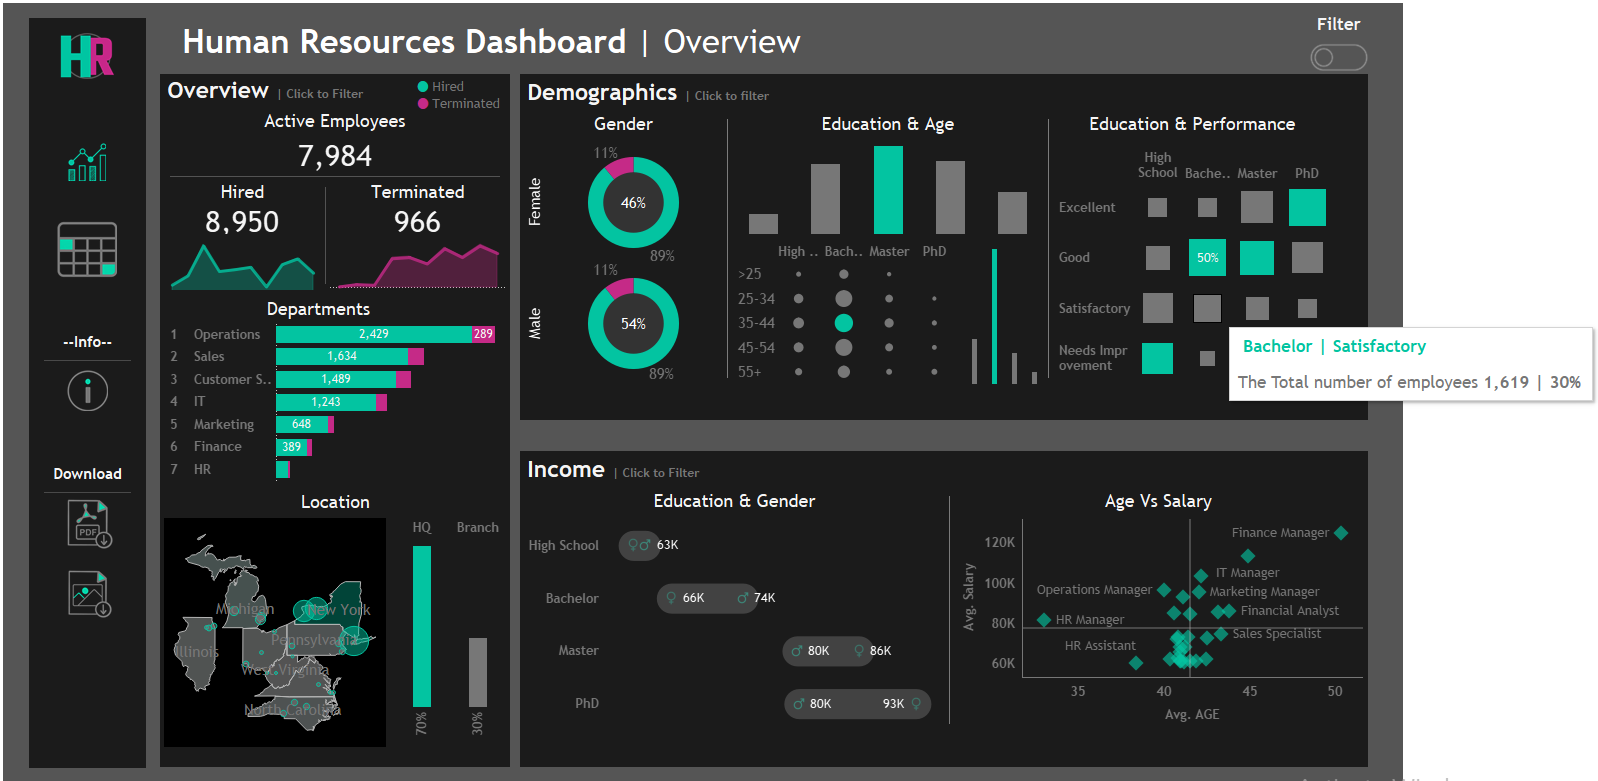 HR
Human Resources Dashboard | Overview
Filter
--Info--
Download
PDF
Overview | Click to Filter
Hired
Terminated
Active Employees
7,984
Hired
8,950
Terminated
966
Departments
1 Operations 2,429 289
2 Sales 1,634
3 Customer S.. 1,489
4 IT 1,243
5 Marketing 648
6 Finance 389
7 HR
Location
Michigan
New York
Illinois
Pennsylvania
West Virginia
North Carolina
HQ Branch
70% 30%
Demographics | Click to filter
Gender
Female
11%
46%
89%
Male
11%
54%
89%
Education & Age
High .. Bach.. Master PhD
>25
25-34
35-44
45-54
55+
Education & Performance
High
School Bache.. Master PhD
Excellent
Good 50%
Satisfactory
Needs Impr
ovement
Bachelor | Satisfactory
The Total number of employees 1,619 | 30%
Income | Click to Filter
Education & Gender
High School 63K
Bachelor 66K 74K
Master 80K 86K
PhD 80K 93K
Age Vs Salary
Avg. Salary
120K
100K
80K
60K
Finance Manager
IT Manager
Operations Manager
Marketing Manager
Financial Analyst
HR Manager
Sales Specialist
HR Assistant
35 40 45 50
Avg. AGE